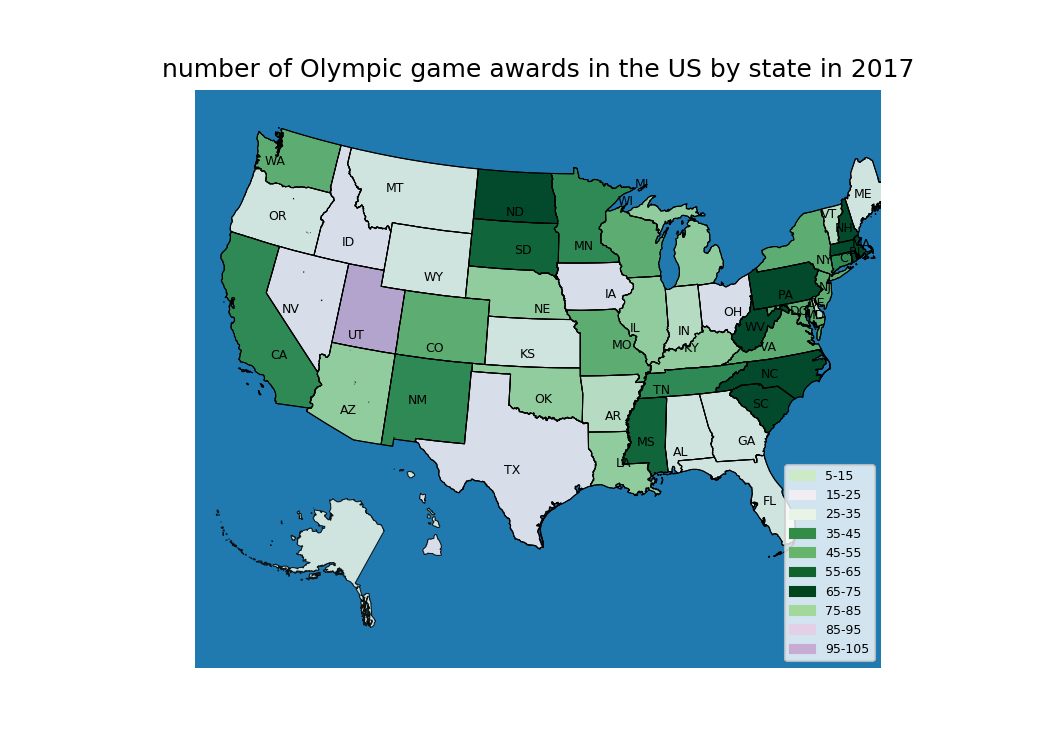 number of Olympic game awards in the US by state in 2017
WA
MT
ND
MI
WI
ME
OR
ID
SD
MN
VT
NH
WY
NY
NV
UT
NE
IA
OH
PA
NJ
CA
CO
KS
MO
IL
IN
WV
KY
VA
AZ
NM
OK
AR
TN
NC
SC
TX
LA
MS
AL
GA
FL
5-15
15-25
25-35
35-45
45-55
55-65
65-75
75-85
85-95
95-105